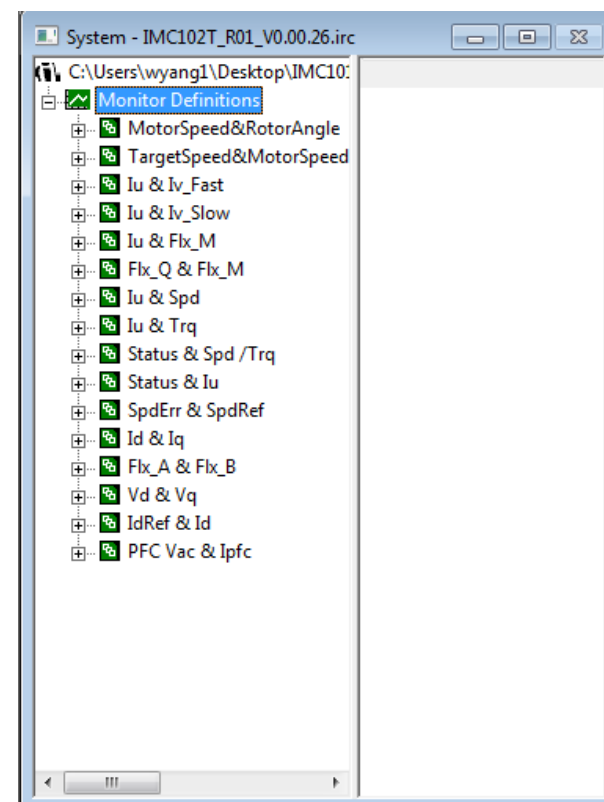 System - IMC102T_R01_V0.00.26.irc
C:\Users\wyang1\Desktop\IMC10
Monitor Definitions
MotorSpeed&RotorAngle
TargetSpeed&MotorSpeed
Iu & Iv_Fast
Iu & Iv_Slow
Iu & Flx_M
Flx_Q & Flx_M
Iu & Spd
Iu & Trq
Status & Spd /Trq
Status & Iu
SpdErr & SpdRef
Id & Iq
Flx_A & Flx_B
Vd & Vq
IdRef & Id
PFC Vac & Ipfc